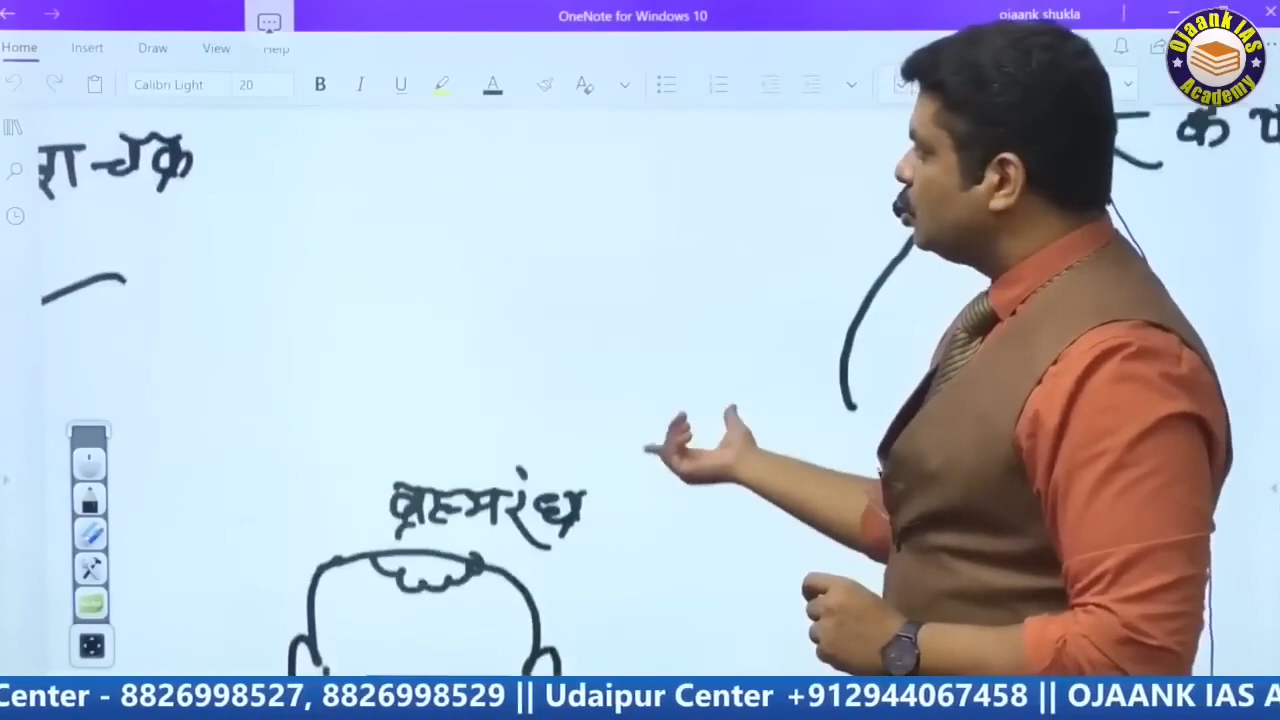 OneNote for Windows 10
ojaank shukla
Home Insert Draw View Help
Calibri Light 20 B I U A
Ojaank IAS Academy
चक्र
ब्रह्मरंध्र
Center - 8826998527, 8826998529 || Udaipur Center +912944067458 || OJAANK IAS A